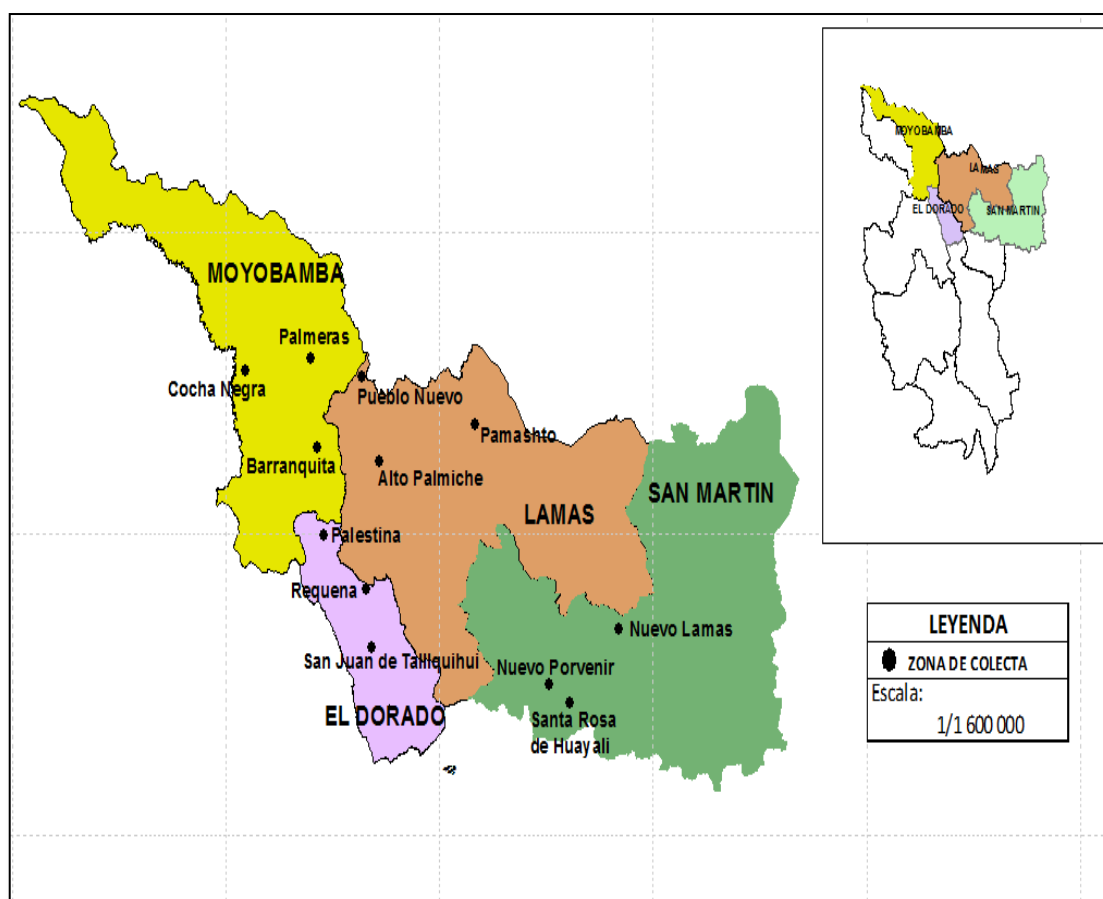 MOYOBAMBA
Palmeras
Cocha Negra
Pueblo Nuevo
Pamashto
Barranquita
Alto Palmiche
SAN MARTIN
LAMAS
Palestina
Requena
Nuevo Lamas
San Juan de Talliquihui
Nuevo Porvenir
EL DORADO
Santa Rosa
de Huayali
MOYOBAMBA
LAMAS
EL DORADO
SAN MARTIN
LEYENDA
ZONA DE COLECTA
Escala:
1/1 600 000